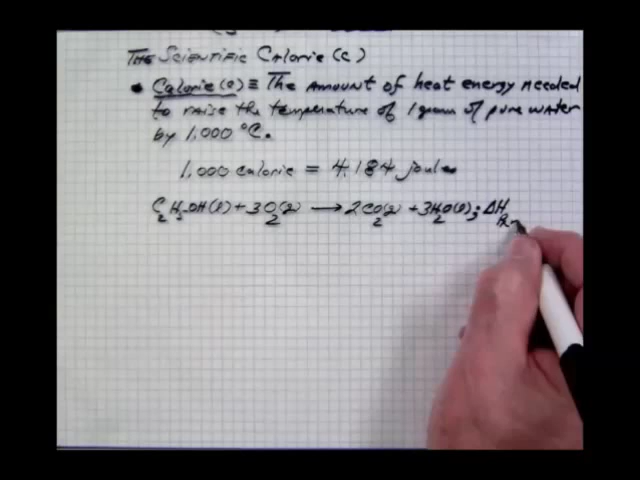 The Scientific Calorie (c)
• Calorie (c) ≡ The amount of heat energy needed
to raise the temperature of 1 gram of pure water
by 1.000 °C.
1.000 calorie = 4.184 joule
C₂H₅OH(l) + 3O₂(g) → 2CO₂(g) + 3H₂O(l); ΔH